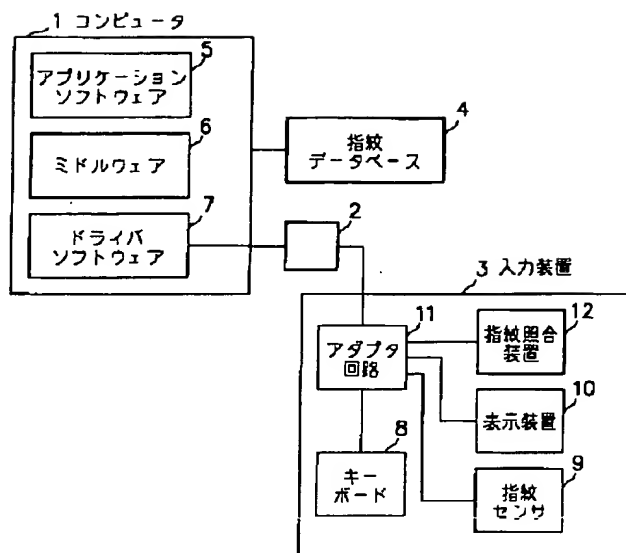 1 コンピュータ
5
アプリケーション
ソフトウェア
6
ミドルウェア
7
ドライバ
ソフトウェア
4
指紋
データベース
2
3 入力装置
11
アダプタ
回路
12
指紋照合
装置
10
表示装置
8
キー
ボード
9
指紋
センサ